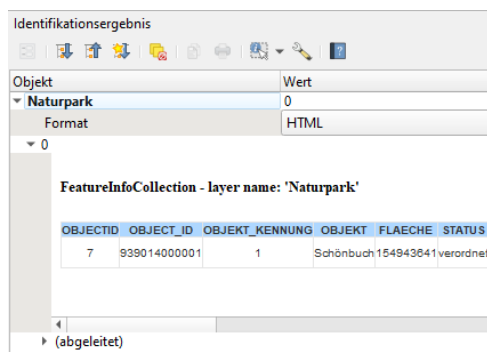 Identifikationsergebnis
Objekt Wert
Naturpark 0
Format HTML
0
FeatureInfoCollection - layer name: 'Naturpark'
OBJECTID OBJECT_ID OBJEKT_KENNUNG OBJEKT FLAECHE STATUS
7 939014000001 1 Schönbuch 154943641 verordnet
(abgeleitet)